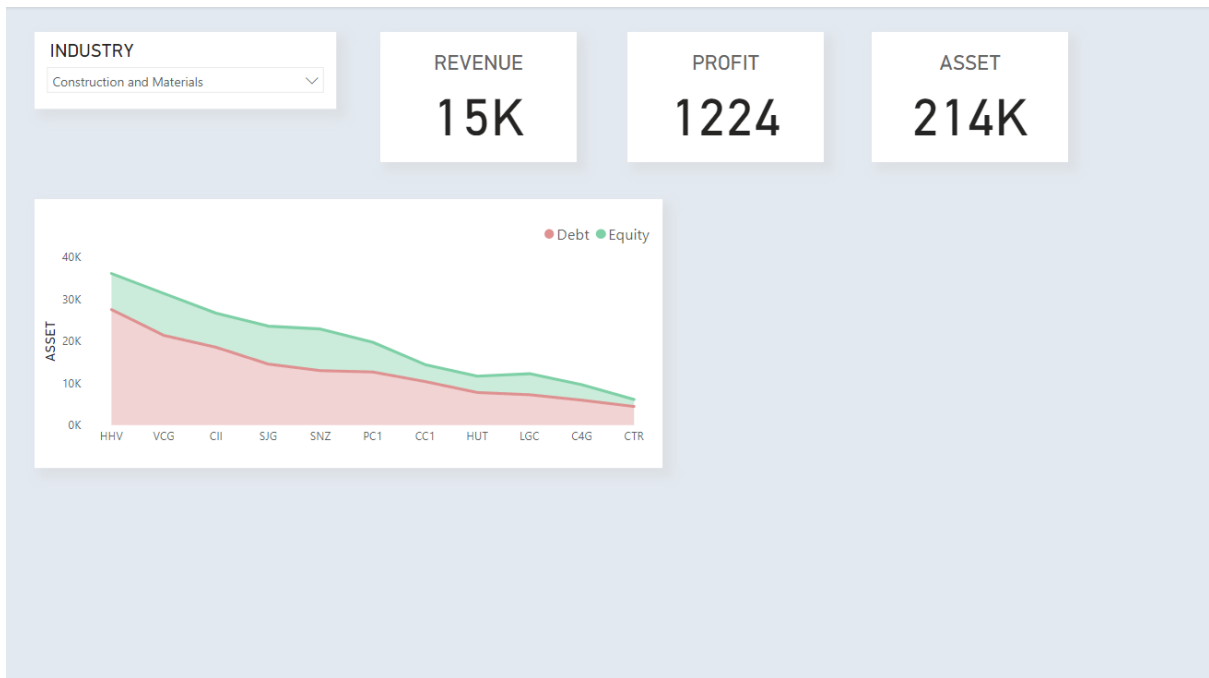 INDUSTRY
Construction and Materials
REVENUE
15K
PROFIT
1224
ASSET
214K
Debt Equity
40K
30K
20K
10K
0K
ASSET
HHV VCG CII SJG SNZ PC1 CC1 HUT LGC C4G CTR